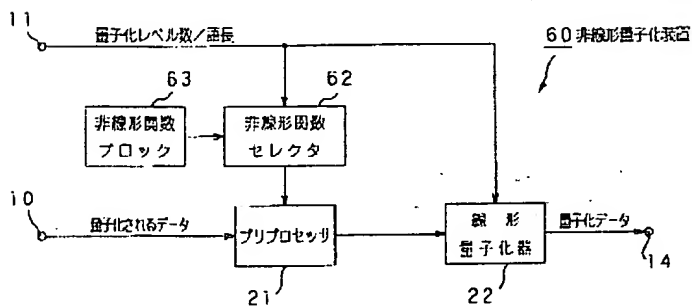 11
量子化レベル数/語長
60 非線形量子化装置
63
62
非線形関数
ブロック
非線形関数
セレクタ
10
量子化されるデータ
プリプロセッサ
線形
量子化器
量子化データ
14
21
22